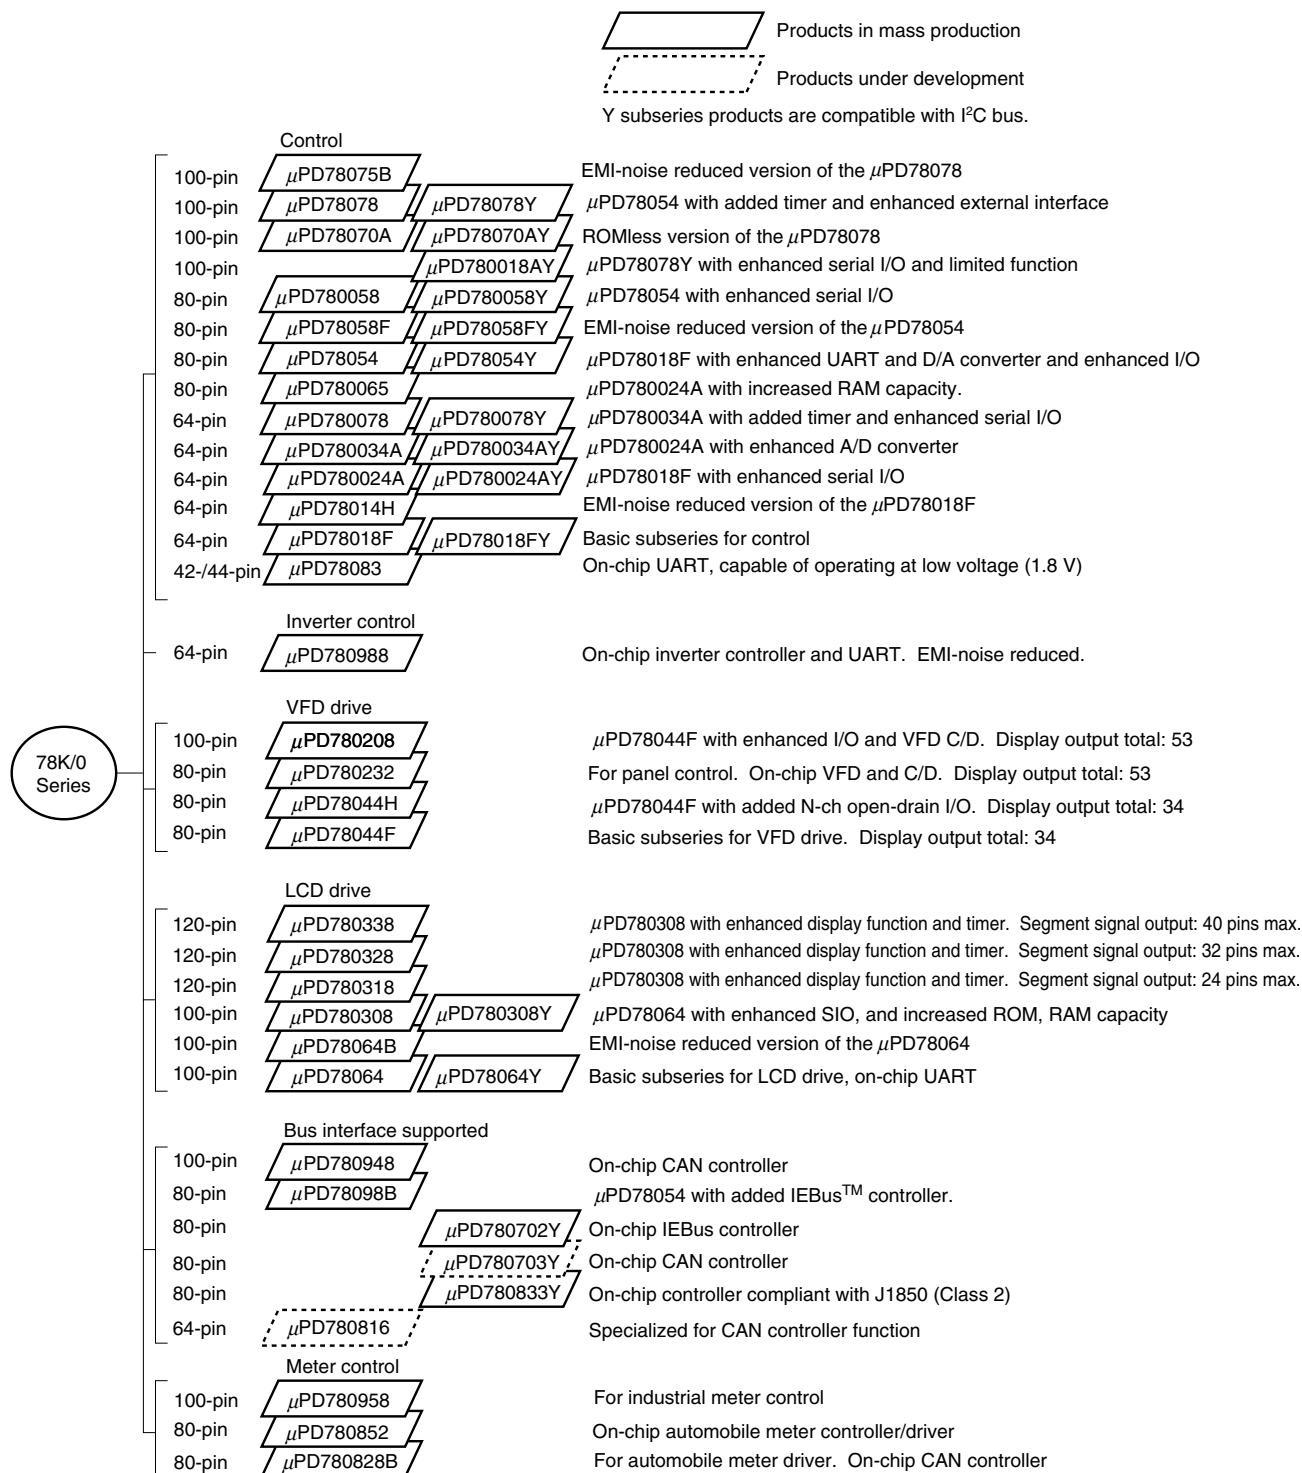 Products in mass production
Products under development
Y subseries products are compatible with I²C bus.
Control
100-pin μPD78075B EMI-noise reduced version of the μPD78078
100-pin μPD78078 μPD78078Y μPD78054 with added timer and enhanced external interface
100-pin μPD78070A μPD78070AY ROMless version of the μPD78078
100-pin μPD780018AY μPD78078Y with enhanced serial I/O and limited function
80-pin μPD780058 μPD780058Y μPD78054 with enhanced serial I/O
80-pin μPD78058F μPD78058FY EMI-noise reduced version of the μPD78054
80-pin μPD78054 μPD78054Y μPD78018F with enhanced UART and D/A converter and enhanced I/O
80-pin μPD780065 μPD780024A with increased RAM capacity.
64-pin μPD780078 μPD780078Y μPD780034A with added timer and enhanced serial I/O
64-pin μPD780034A μPD780034AY μPD780024A with enhanced A/D converter
64-pin μPD780024A μPD780024AY μPD78018F with enhanced serial I/O
64-pin μPD78014H EMI-noise reduced version of the μPD78018F
64-pin μPD78018F μPD78018FY Basic subseries for control
42-/44-pin μPD78083 On-chip UART, capable of operating at low voltage (1.8 V)
Inverter control
64-pin μPD780988 On-chip inverter controller and UART. EMI-noise reduced.
VFD drive
100-pin μPD780208 μPD78044F with enhanced I/O and VFD C/D. Display output total: 53
78K/0 Series
80-pin μPD780232 For panel control. On-chip VFD and C/D. Display output total: 53
80-pin μPD78044H μPD78044F with added N-ch open-drain I/O. Display output total: 34
80-pin μPD78044F Basic subseries for VFD drive. Display output total: 34
LCD drive
120-pin μPD780338 μPD780308 with enhanced display function and timer. Segment signal output: 40 pins max.
120-pin μPD780328 μPD780308 with enhanced display function and timer. Segment signal output: 32 pins max.
120-pin μPD780318 μPD780308 with enhanced display function and timer. Segment signal output: 24 pins max.
100-pin μPD780308 μPD780308Y μPD78064 with enhanced SIO, and increased ROM, RAM capacity
100-pin μPD78064B EMI-noise reduced version of the μPD78064
100-pin μPD78064 μPD78064Y Basic subseries for LCD drive, on-chip UART
Bus interface supported
100-pin μPD780948 On-chip CAN controller
80-pin μPD78098B μPD78054 with added IEBus™ controller.
80-pin μPD780702Y On-chip IEBus controller
80-pin μPD780703Y On-chip CAN controller
80-pin μPD780833Y On-chip controller compliant with J1850 (Class 2)
64-pin μPD780816 Specialized for CAN controller function
Meter control
100-pin μPD780958 For industrial meter control
80-pin μPD780852 On-chip automobile meter controller/driver
80-pin μPD780828B For automobile meter driver. On-chip CAN controller